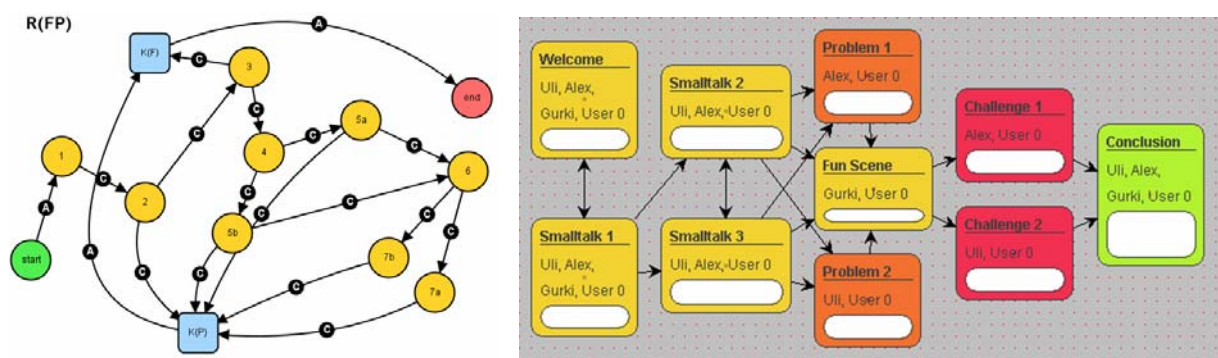 R(FP)
K(F)
A
C
3
end
C
C
5a
1
4
C
C
C
6
A
2
C
C
A
C
C
C
5b
start
C
C
7b
C
7a
K(P)
C
Welcome
Uli, Alex,
Gurki, User 0
Smalltalk 1
Uli, Alex,
Gurki, User 0
Smalltalk 2
Uli, Alex, User 0
Smalltalk 3
Uli, Alex, User 0
Problem 1
Alex, User 0
Fun Scene
Gurki, User 0
Problem 2
Uli, User 0
Challenge 1
Alex, User 0
Challenge 2
Uli, User 0
Conclusion
Uli, Alex,
Gurki, User 0